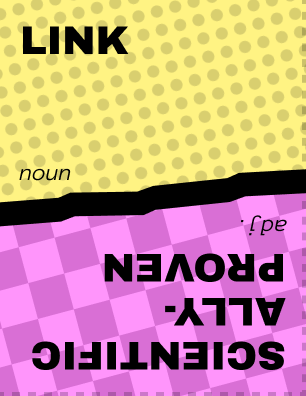 LINK
noun
SCIENTIFIC
ALLY-
PROVEN
adj.